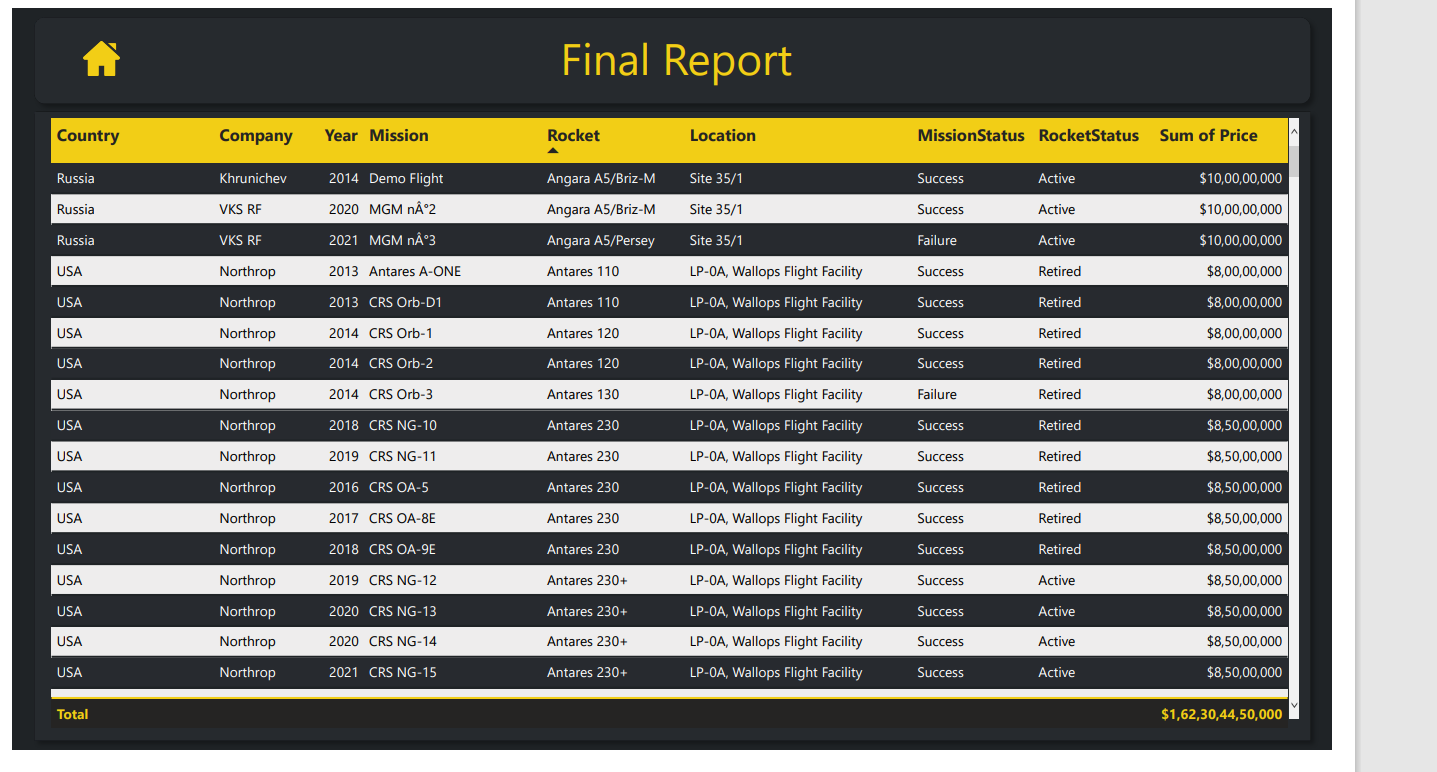 Final Report
Country Company Year Mission Rocket Location MissionStatus RocketStatus Sum of Price
Russia Khrunichev 2014 Demo Flight Angara A5/Briz-M Site 35/1 Success Active $10,00,00,000
Russia VKS RF 2020 MGM nÂ°2 Angara A5/Briz-M Site 35/1 Success Active $10,00,00,000
Russia VKS RF 2021 MGM nÂ°3 Angara A5/Persey Site 35/1 Failure Active $10,00,00,000
USA Northrop 2013 Antares A-ONE Antares 110 LP-0A, Wallops Flight Facility Success Retired $8,00,00,000
USA Northrop 2013 CRS Orb-D1 Antares 110 LP-0A, Wallops Flight Facility Success Retired $8,00,00,000
USA Northrop 2014 CRS Orb-1 Antares 120 LP-0A, Wallops Flight Facility Success Retired $8,00,00,000
USA Northrop 2014 CRS Orb-2 Antares 120 LP-0A, Wallops Flight Facility Success Retired $8,00,00,000
USA Northrop 2014 CRS Orb-3 Antares 130 LP-0A, Wallops Flight Facility Failure Retired $8,00,00,000
USA Northrop 2018 CRS NG-10 Antares 230 LP-0A, Wallops Flight Facility Success Retired $8,50,00,000
USA Northrop 2019 CRS NG-11 Antares 230 LP-0A, Wallops Flight Facility Success Retired $8,50,00,000
USA Northrop 2016 CRS OA-5 Antares 230 LP-0A, Wallops Flight Facility Success Retired $8,50,00,000
USA Northrop 2017 CRS OA-8E Antares 230 LP-0A, Wallops Flight Facility Success Retired $8,50,00,000
USA Northrop 2018 CRS OA-9E Antares 230 LP-0A, Wallops Flight Facility Success Retired $8,50,00,000
USA Northrop 2019 CRS NG-12 Antares 230+ LP-0A, Wallops Flight Facility Success Active $8,50,00,000
USA Northrop 2020 CRS NG-13 Antares 230+ LP-0A, Wallops Flight Facility Success Active $8,50,00,000
USA Northrop 2020 CRS NG-14 Antares 230+ LP-0A, Wallops Flight Facility Success Active $8,50,00,000
USA Northrop 2021 CRS NG-15 Antares 230+ LP-0A, Wallops Flight Facility Success Active $8,50,00,000
Total $1,62,30,44,50,000